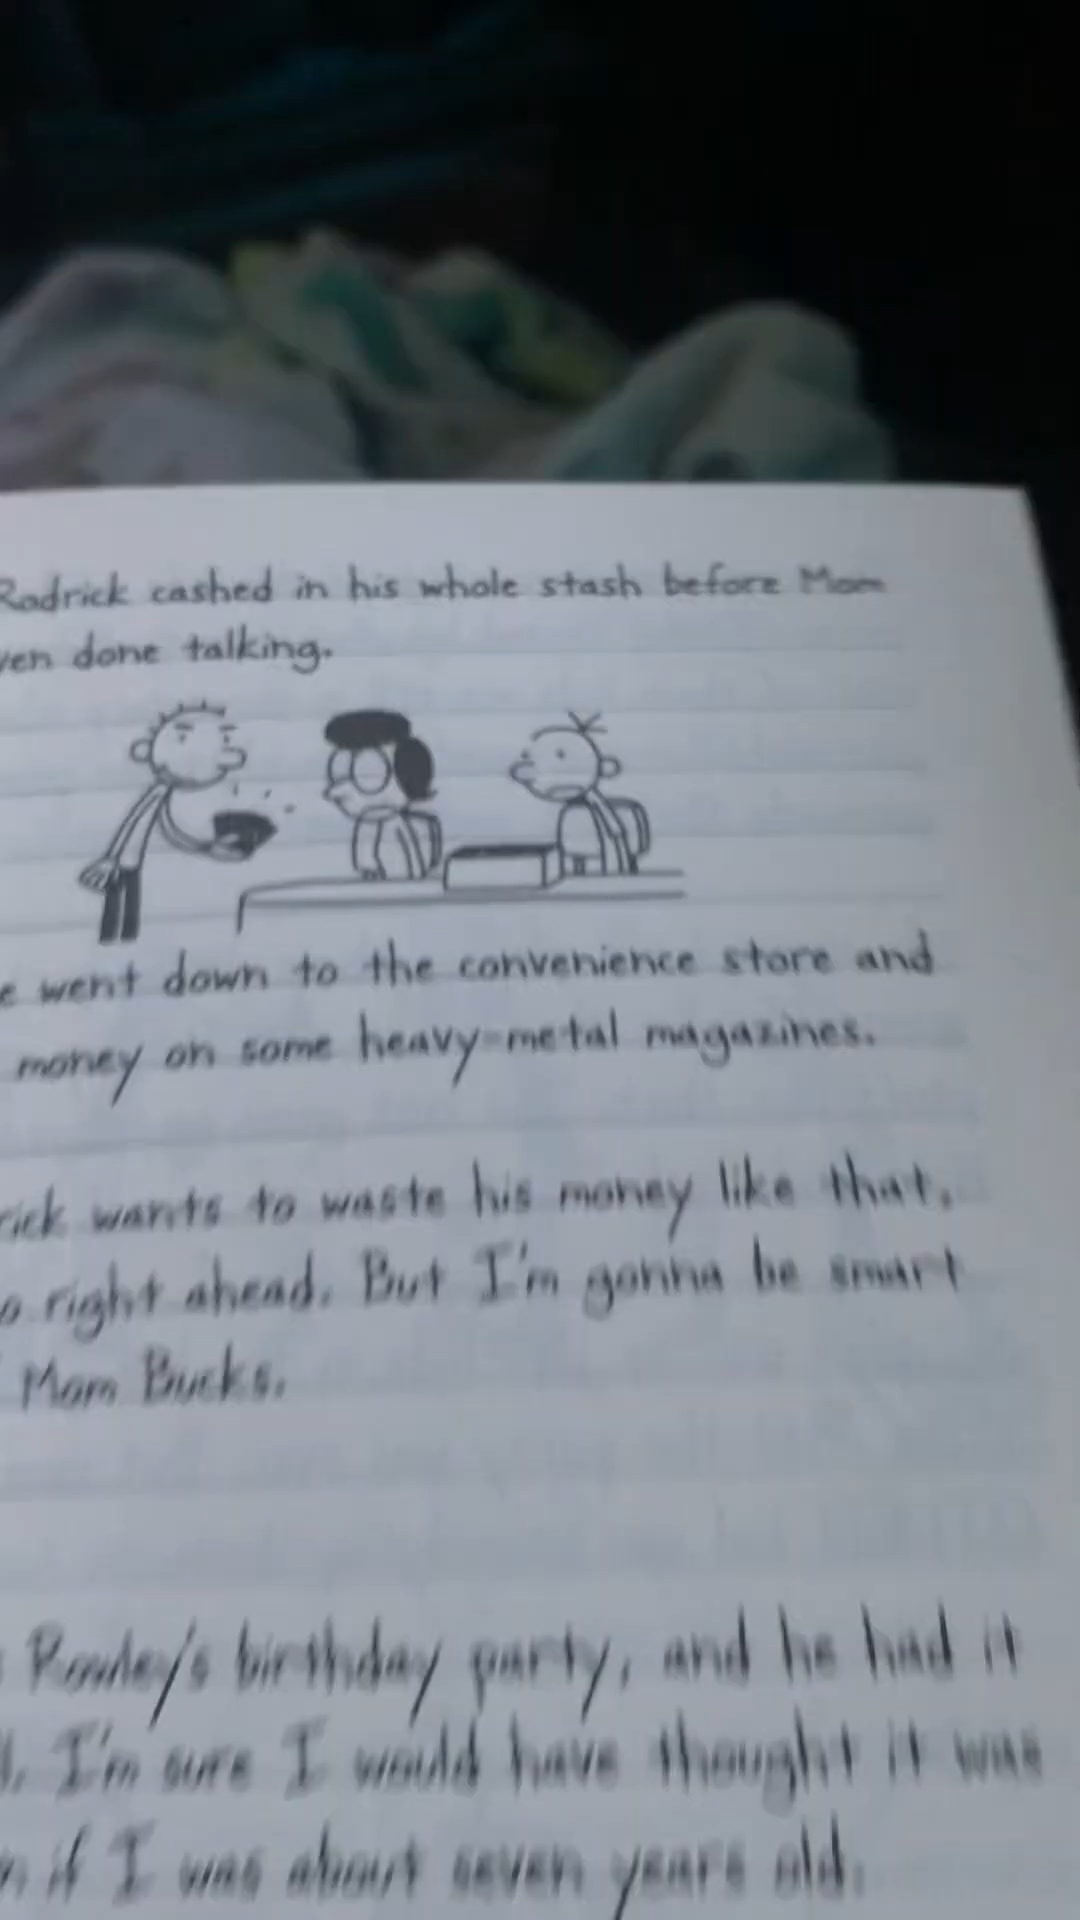 Rodrick cashed in his whole stash before Mom
ven done talking.
e went down to the convenience store and
money on some heavy-metal magazines.
rick wants to waste his money like that,
o right ahead. But I'm gonna be smart
Mom Bucks.
Rowley's birthday party, and he had it
I'm sure I would have thought it was
if I was about seven years old.